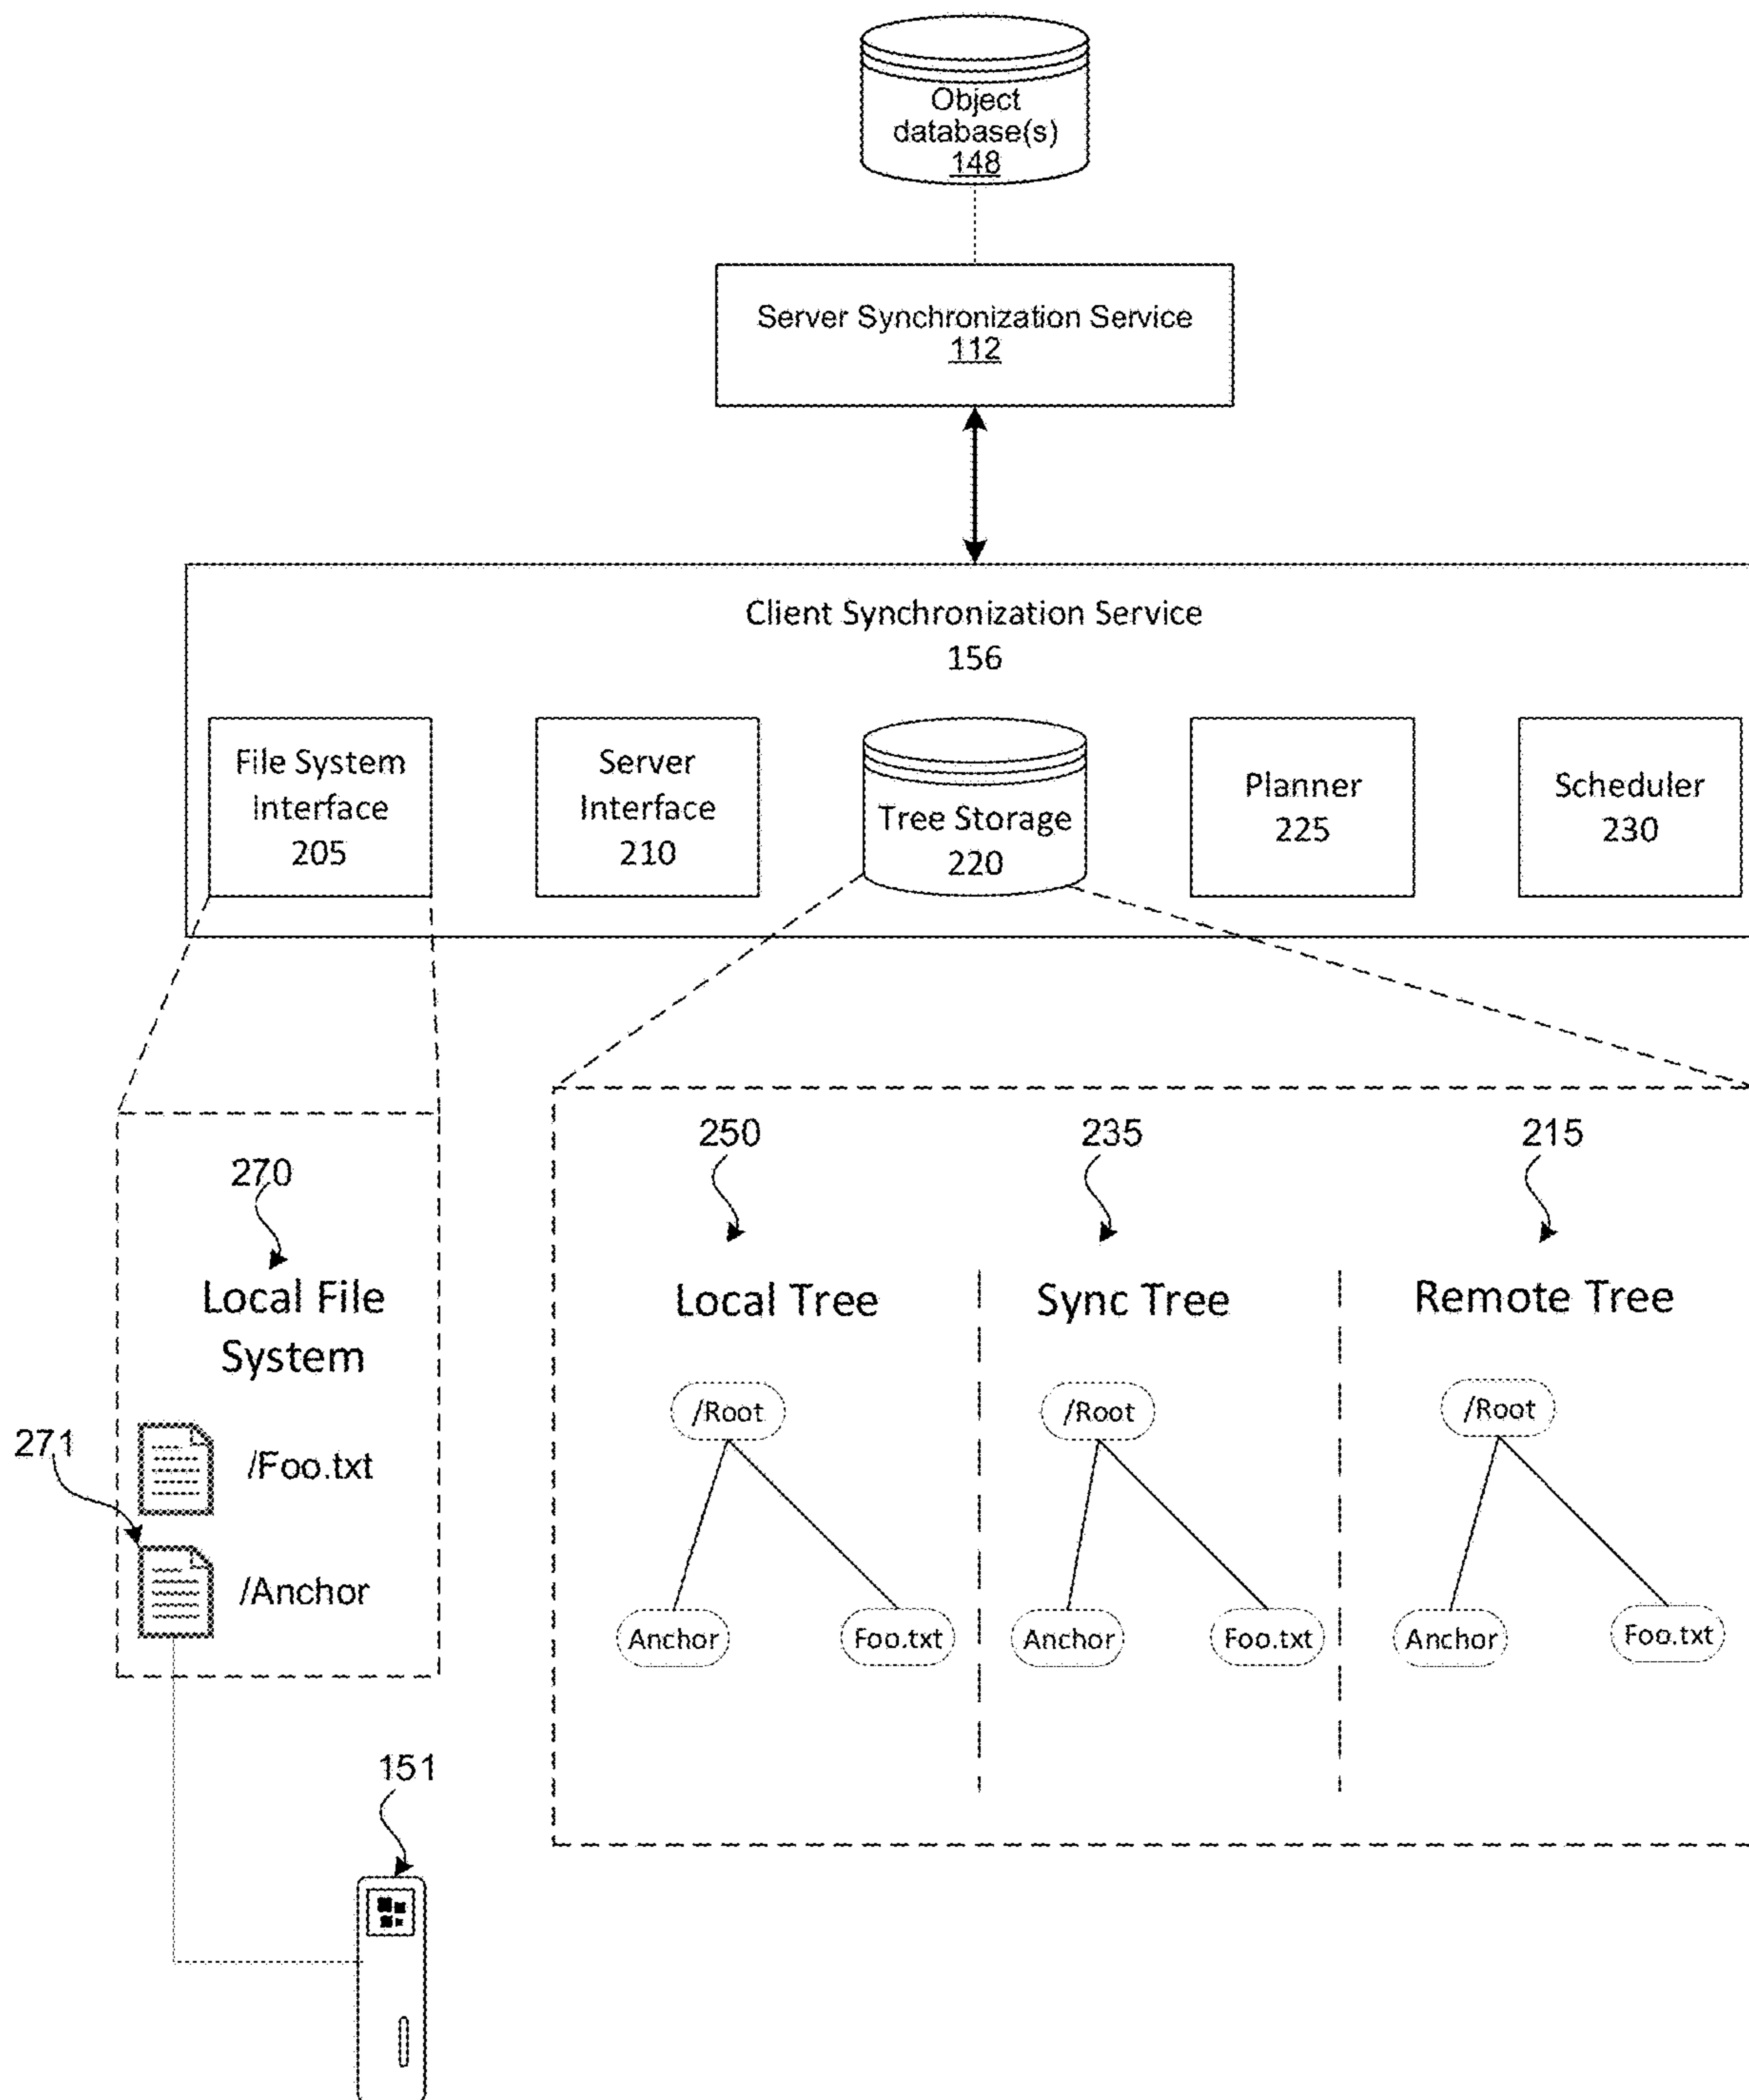 Object
database(s)
148
Server Synchronization Service
112
Client Synchronization Service
156
File System
Interface
205
Server
Interface
210
Tree Storage
220
Planner
225
Scheduler
230
270
Local File
System
271
/Foo.txt
/Anchor
151
250
235
215
Local Tree
Sync Tree
Remote Tree
/Root
/Root
/Root
Anchor
Foo.txt
Anchor
Foo.txt
Anchor
Foo.txt